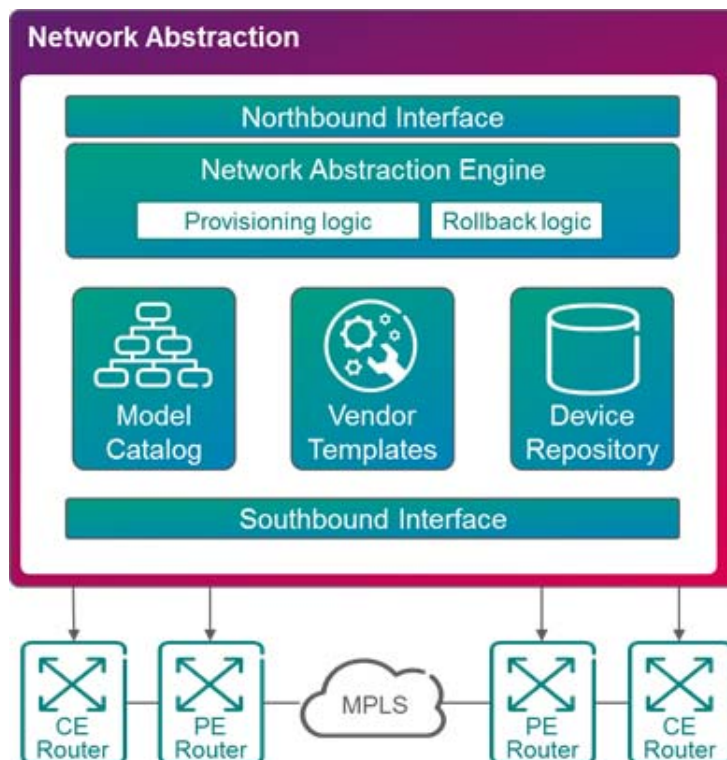 Network Abstraction
Northbound Interface
Network Abstraction Engine
Provisioning logic
Rollback logic
Model
Catalog
Vendor
Templates
Device
Repository
Southbound Interface
CE
Router
PE
Router
MPLS
PE
Router
CE
Router